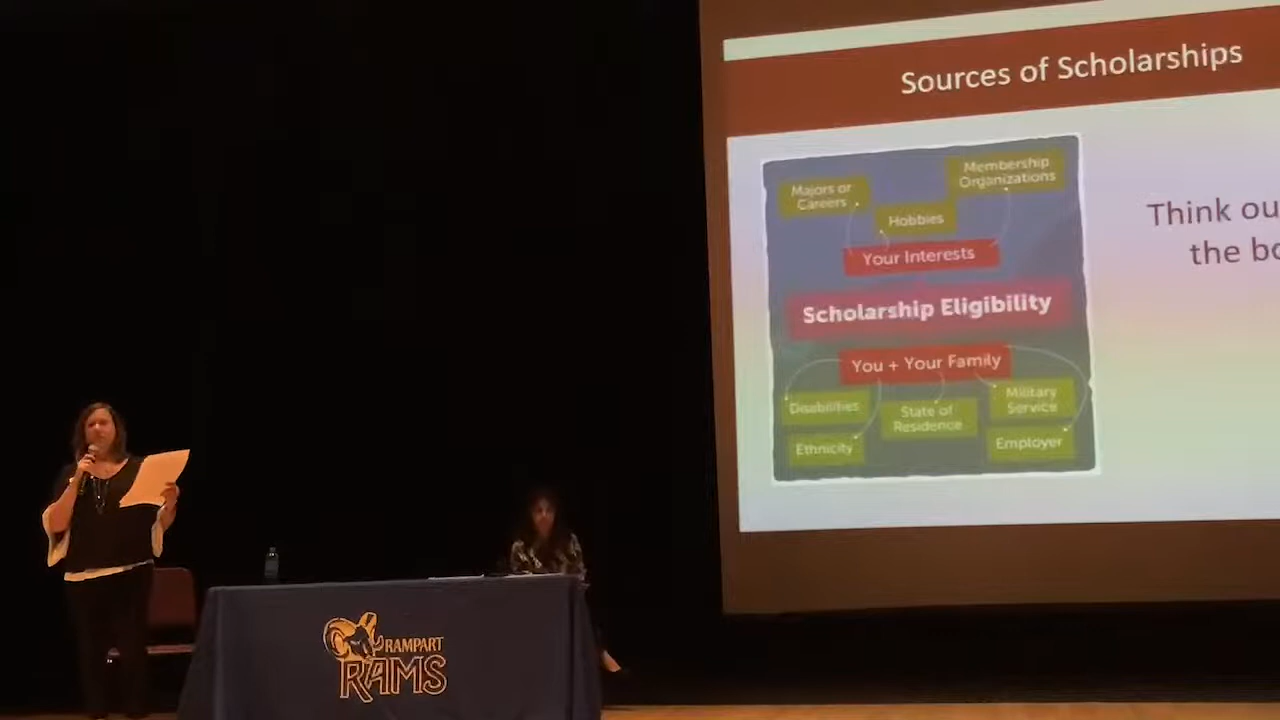 Sources of Scholarships
Majors or
Careers
Membership
Organizations
Hobbies
Your Interests
Scholarship Eligibility
You + Your Family
Disabilities
State of
Residence
Military
Service
Ethnicity
Employer
Think ou
the bo
RAMPART
RAMS